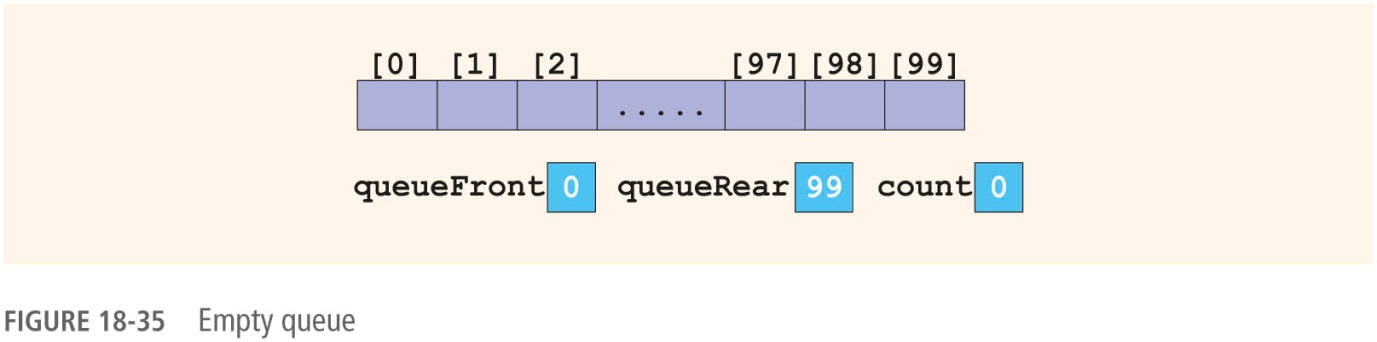 [0] [1] [2] [97] [98] [99]
.....
queueFront 0 queueRear 99 count 0
FIGURE 18-35 Empty queue